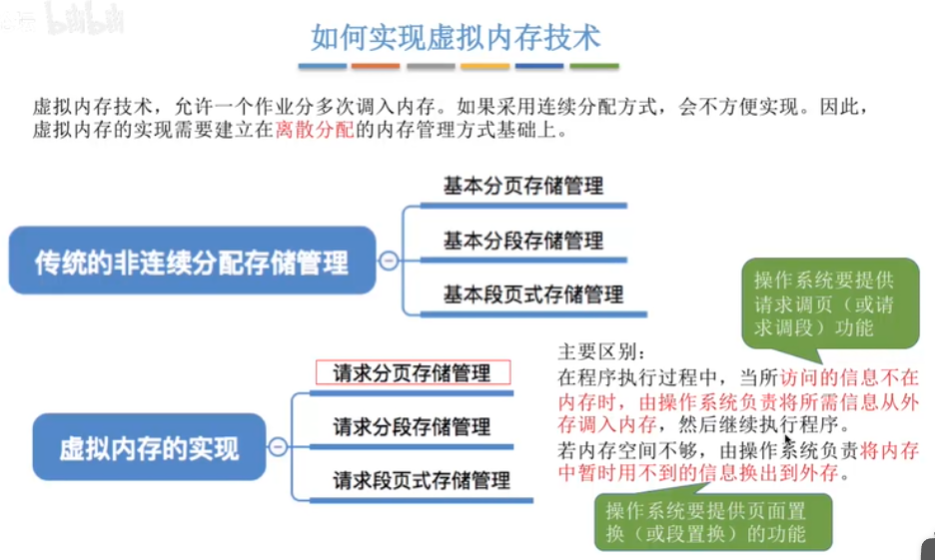 如何实现虚拟内存技术
虚拟内存技术，允许一个作业分多次调入内存。如果采用连续分配方式，会不方便实现。因此，
虚拟内存的实现需要建立在离散分配的内存管理方式基础上。
传统的非连续分配存储管理
基本分页存储管理
基本分段存储管理
基本段页式存储管理
操作系统要提供
请求调页（或请
求调段）功能
虚拟内存的实现
请求分页存储管理
请求分段存储管理
请求段页式存储管理
主要区别：
在程序执行过程中，当所访问的信息不在
内存时，由操作系统负责将所需信息从外
存调入内存，然后继续执行程序。
若内存空间不够，由操作系统负责将内存
中暂时用不到的信息换出到外存。
操作系统要提供页面置
换（或段置换）的功能